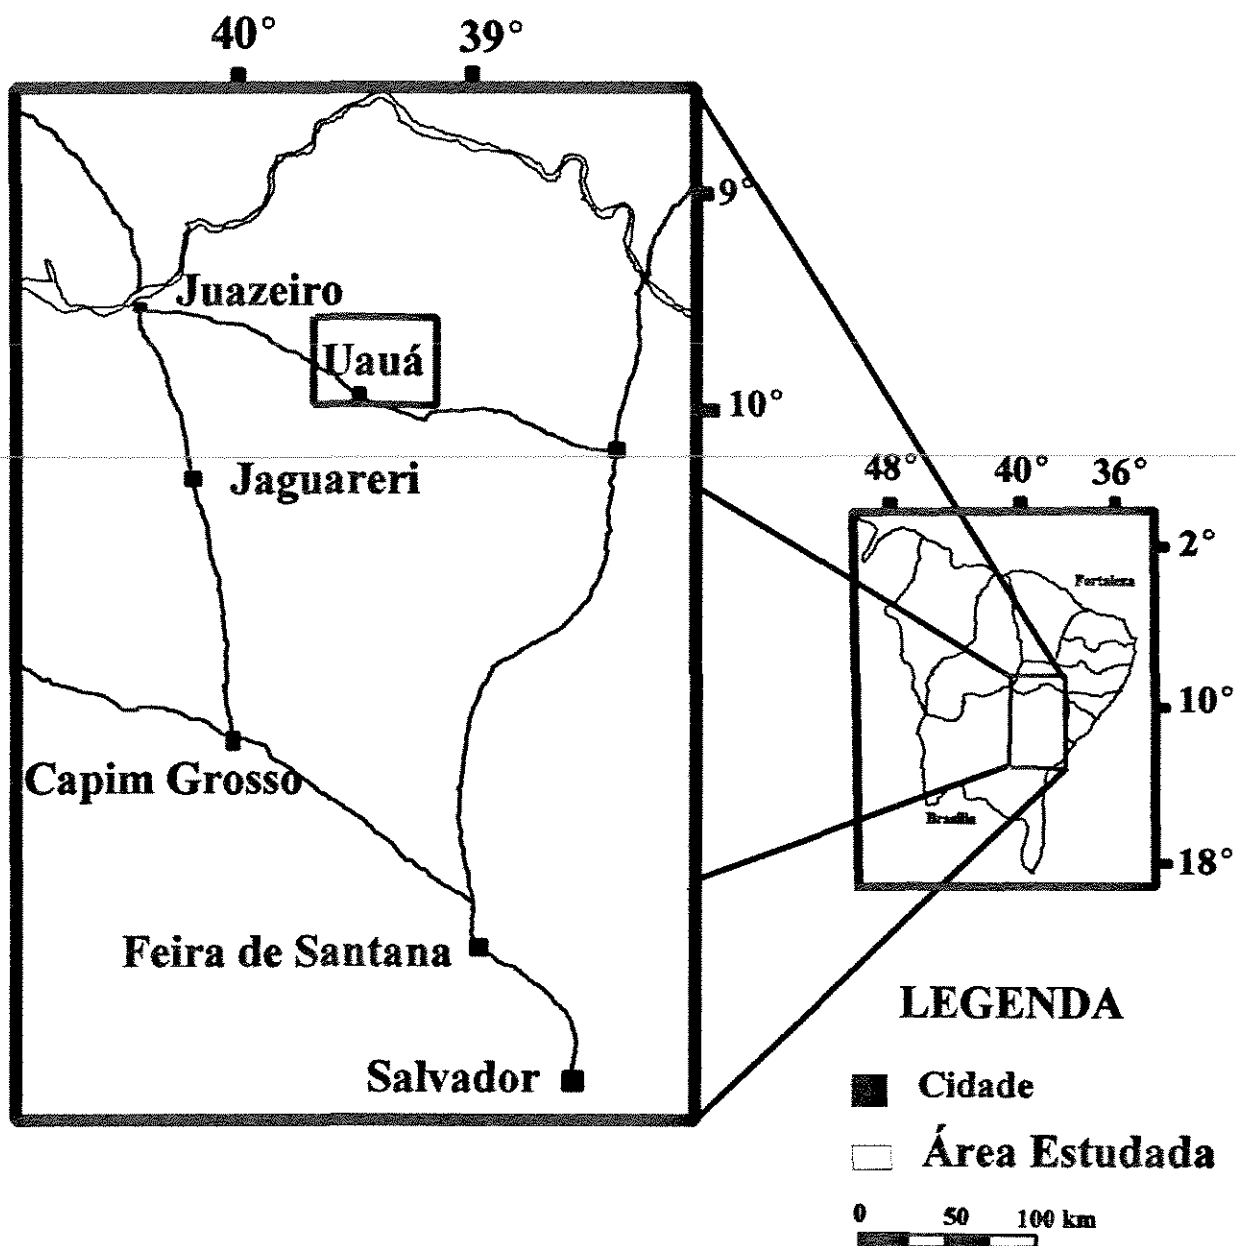 40° 39°
9°
Juazeiro
Uauá
10°
Jaguareri
48° 40° 36°
2°
Fortaleza
10°
Capim Grosso
Brasília
18°
Feira de Santana
LEGENDA
Salvador
Cidade
Área Estudada
0 50 100 km